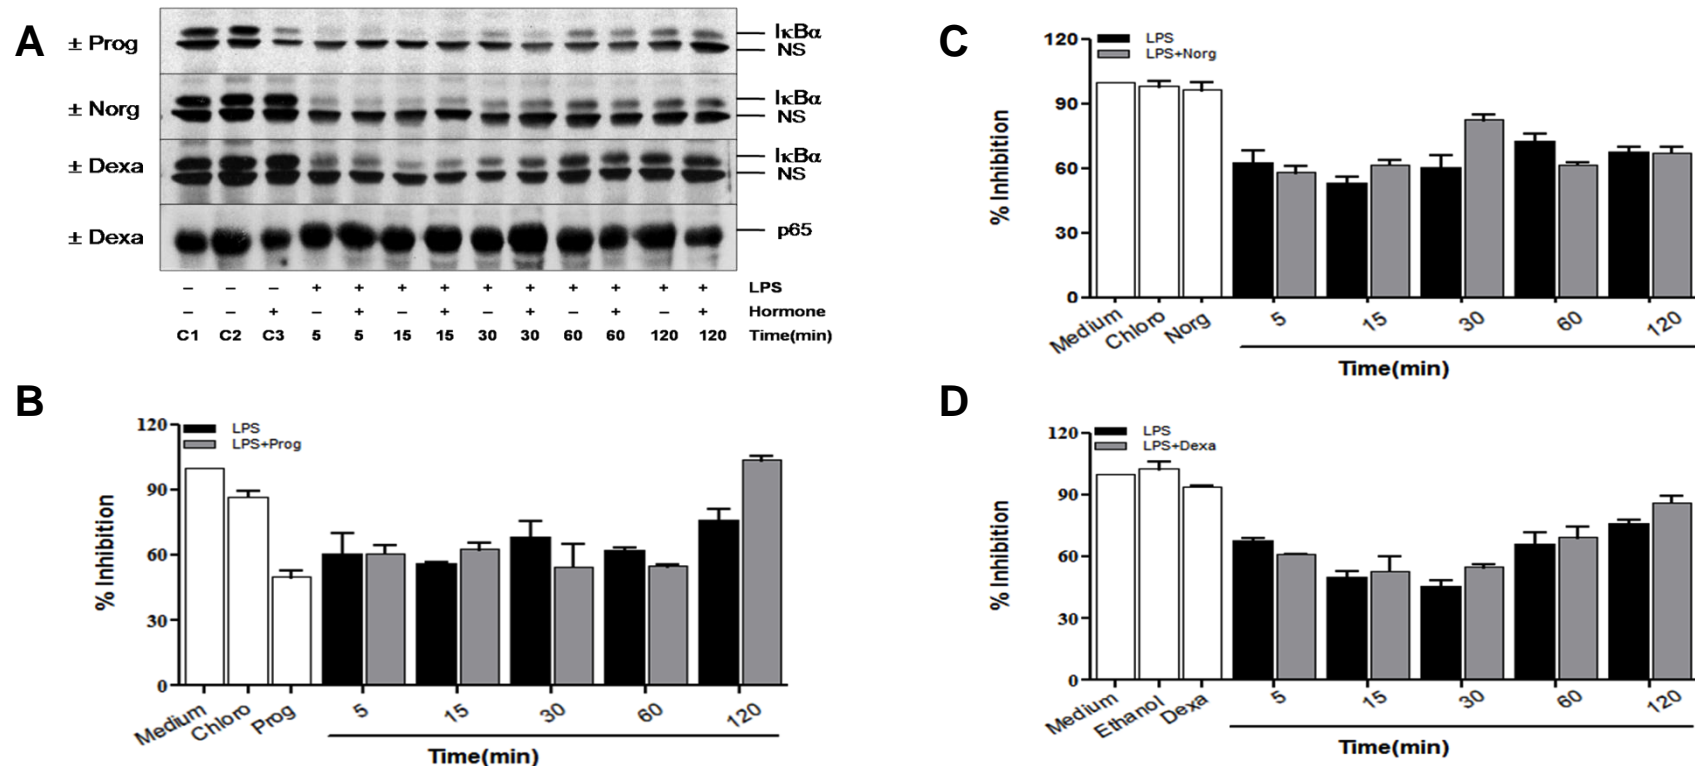 A
± Prog
IκBα
NS
± Norg
IκBα
NS
± Dexa
IκBα
NS
± Dexa
p65
– – – + + + + + + + + + + LPS
– – + – + – + – + – + – + Hormone
C1 C2 C3 5 5 15 15 30 30 60 60 120 120 Time(min)
B
120
90
60
30
0
% Inhibition
LPS
LPS+Prog
Medium Chloro Prog 5 15 30 60 120
Time(min)
C
120
90
60
30
0
% Inhibition
LPS
LPS+Norg
Medium Chloro Norg 5 15 30 60 120
Time(min)
D
120
90
60
30
0
% Inhibition
LPS
LPS+Dexa
Medium Ethanol Dexa 5 15 30 60 120
Time(min)